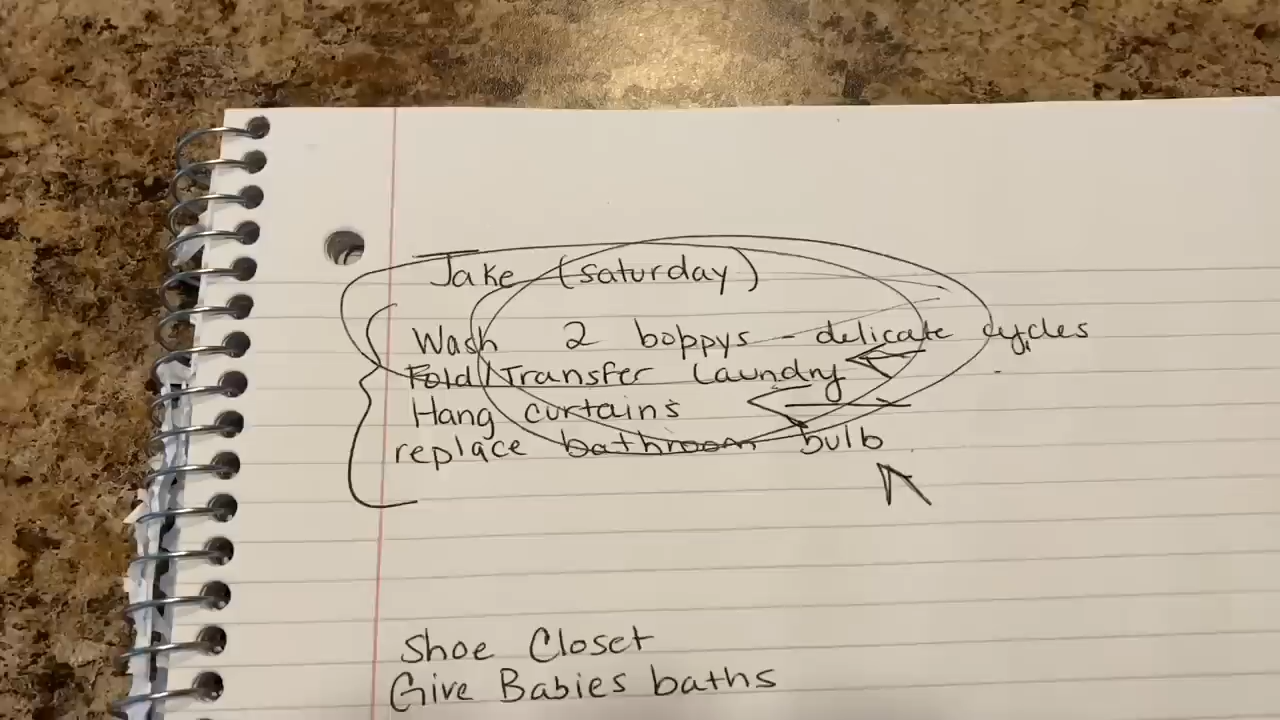 Jake (saturday)
Wash 2 boppys - delicate cycles
Fold/Transfer Laundry
Hang curtains
replace bathroom bulb
Shoe Closet
Give Babies baths